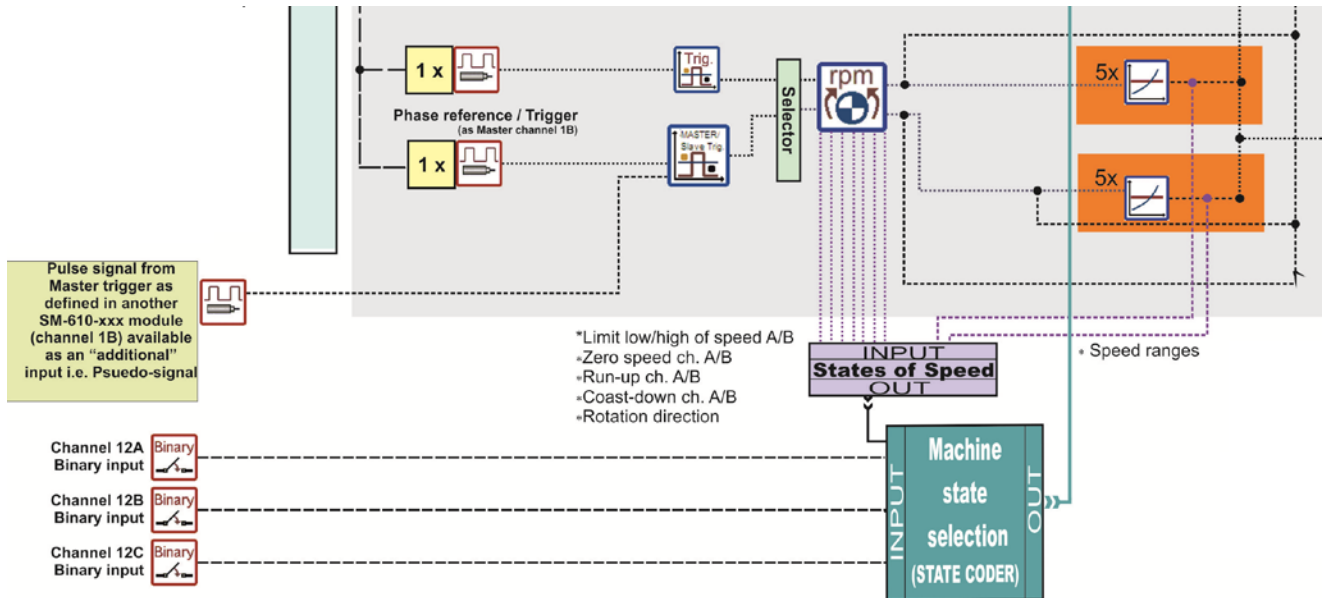 1 x
Trig.
Selector
rpm
5x
Phase reference / Trigger
(as Master channel 1B)
1 x
MASTER/
Slave Trig.
5x
Pulse signal from
Master trigger as
defined in another
SM-610-xxx module
(channel 1B) available
as an “additional”
input i.e. Psuedo-signal
*Limit low/high of speed A/B
*Zero speed ch. A/B
*Run-up ch. A/B
*Coast-down ch. A/B
*Rotation direction
INPUT
States of Speed
OUT
* Speed ranges
Channel 12A
Binary input
Binary
Channel 12B
Binary input
Binary
Channel 12C
Binary input
Binary
INPUT
Machine
state
selection
(STATE CODER)
OUT